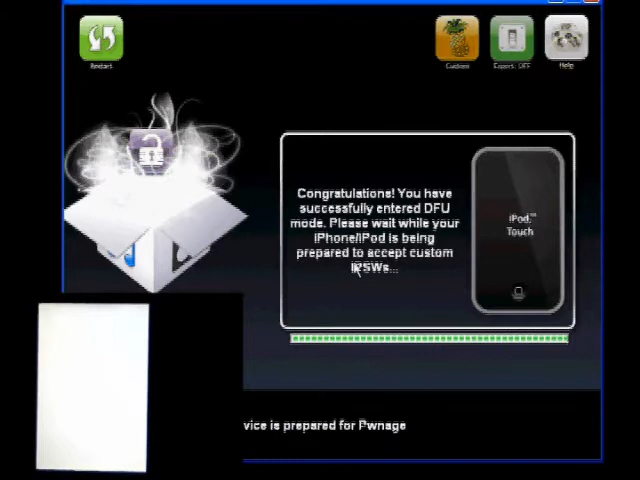 Restart
Custom
Expert: OFF
Help
Congratulations! You have
successfully entered DFU
mode. Please wait while your
iPhone/iPod is being
prepared to accept custom
IPSWs...
iPod™
Touch
vice is prepared for Pwnage